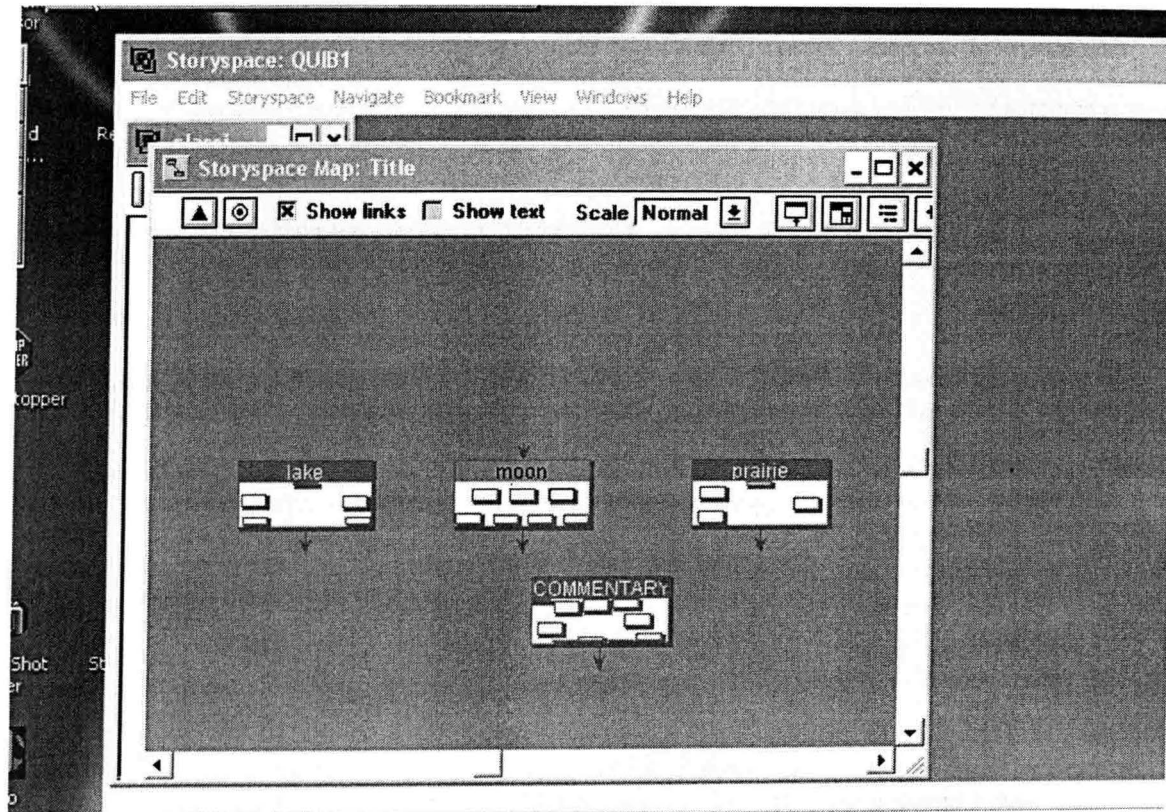 Storyspace: QUIB1
File Edit Storyspace Navigate Bookmark View Windows Help
Storyspace Map: Title
Show links Show text Scale Normal
lake moon prairie
COMMENTARY
topper
Shot